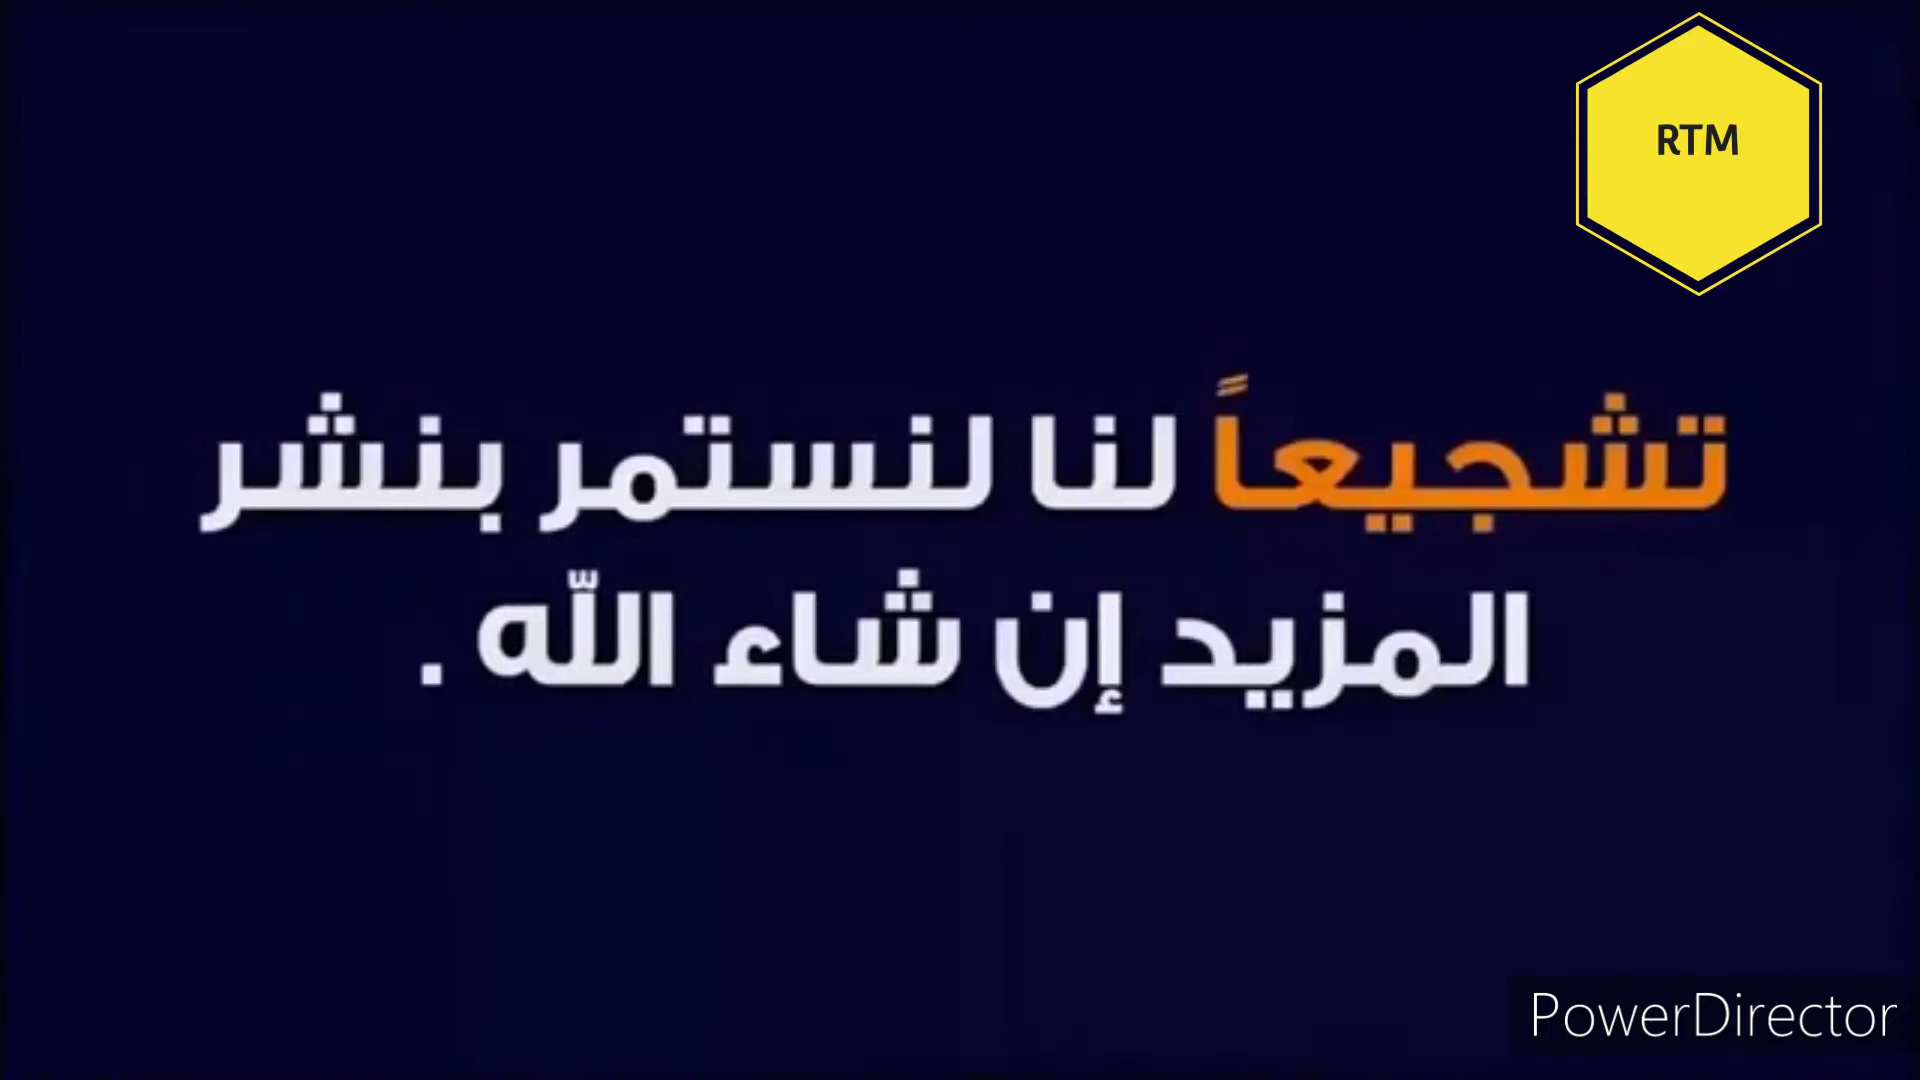 RTM
تشجيعاً لنا لنستمر بنشر
المزيد إن شاء اللّه .
PowerDirector